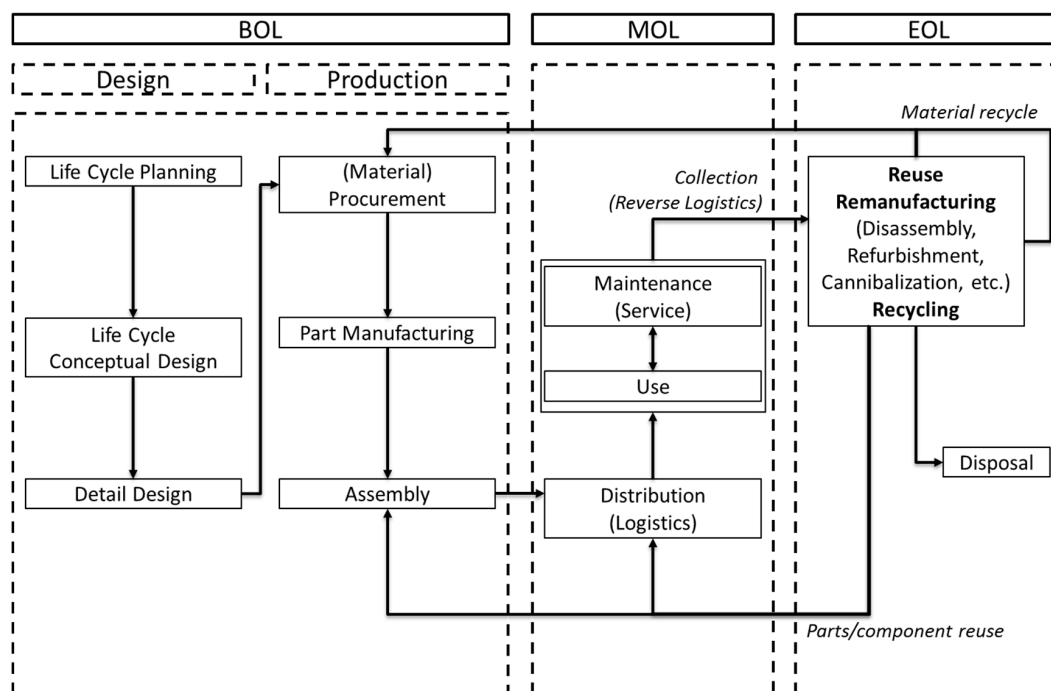 BOL
MOL
EOL
Design
Production
Material recycle
Life Cycle Planning
(Material)
Procurement
Collection
(Reverse Logistics)
Reuse
Remanufacturing
(Disassembly,
Refurbishment,
Cannibalization, etc.)
Recycling
Maintenance
(Service)
Life Cycle
Conceptual Design
Part Manufacturing
Use
Disposal
Detail Design
Assembly
Distribution
(Logistics)
Parts/component reuse